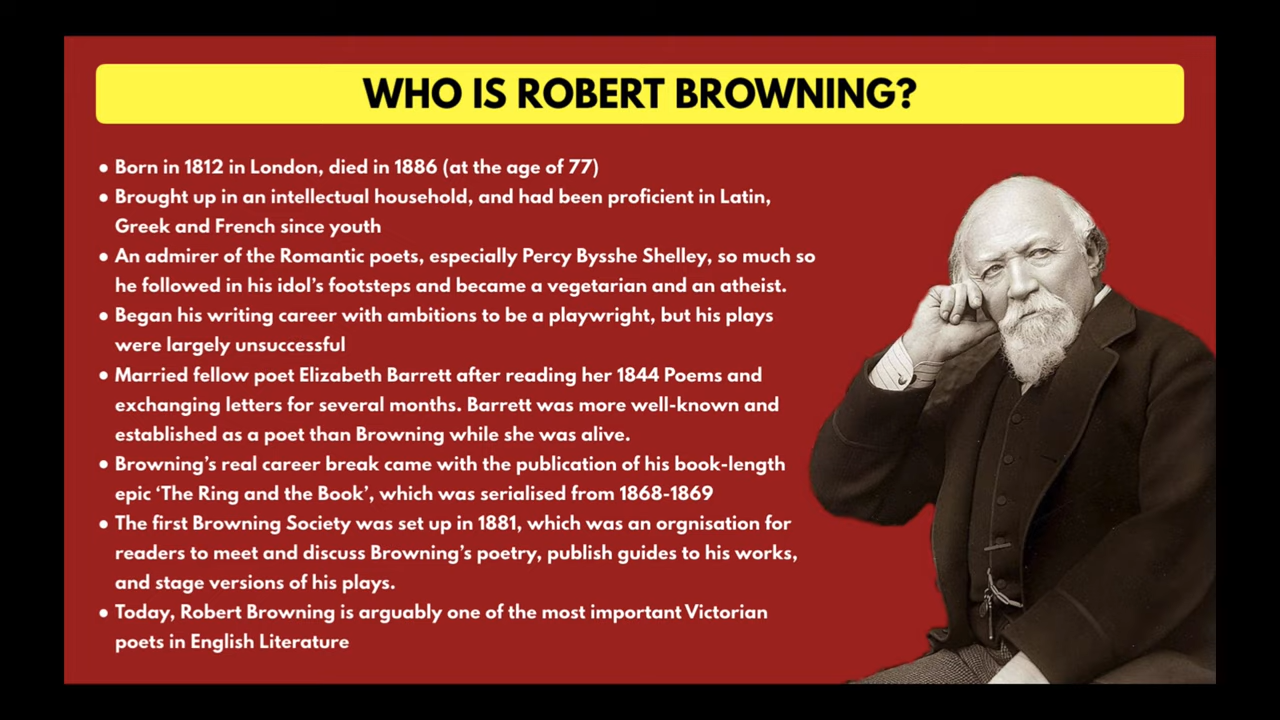 WHO IS ROBERT BROWNING?
• Born in 1812 in London, died in 1886 (at the age of 77)
• Brought up in an intellectual household, and had been proficient in Latin,
Greek and French since youth
• An admirer of the Romantic poets, especially Percy Bysshe Shelley, so much so
he followed in his idol's footsteps and became a vegetarian and an atheist.
• Began his writing career with ambitions to be a playwright, but his plays
were largely unsuccessful
• Married fellow poet Elizabeth Barrett after reading her 1844 Poems and
exchanging letters for several months. Barrett was more well-known and
established as a poet than Browning while she was alive.
• Browning's real career break came with the publication of his book-length
epic 'The Ring and the Book', which was serialised from 1868-1869
• The first Browning Society was set up in 1881, which was an orgnisation for
readers to meet and discuss Browning's poetry, publish guides to his works,
and stage versions of his plays.
• Today, Robert Browning is arguably one of the most important Victorian
poets in English Literature